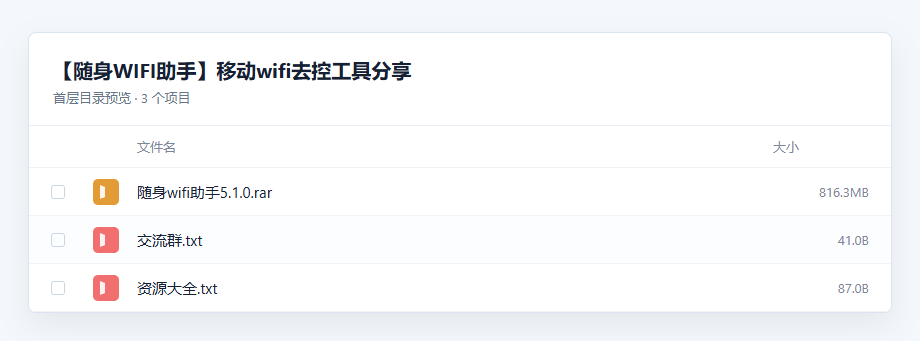 【随身WIFI助手】移动wifi去控工具分享
首层目录预览 · 3 个项目
文件名 大小
随身wifi助手5.1.0.rar 816.3MB
交流群.txt 41.0B
资源大全.txt 87.0B